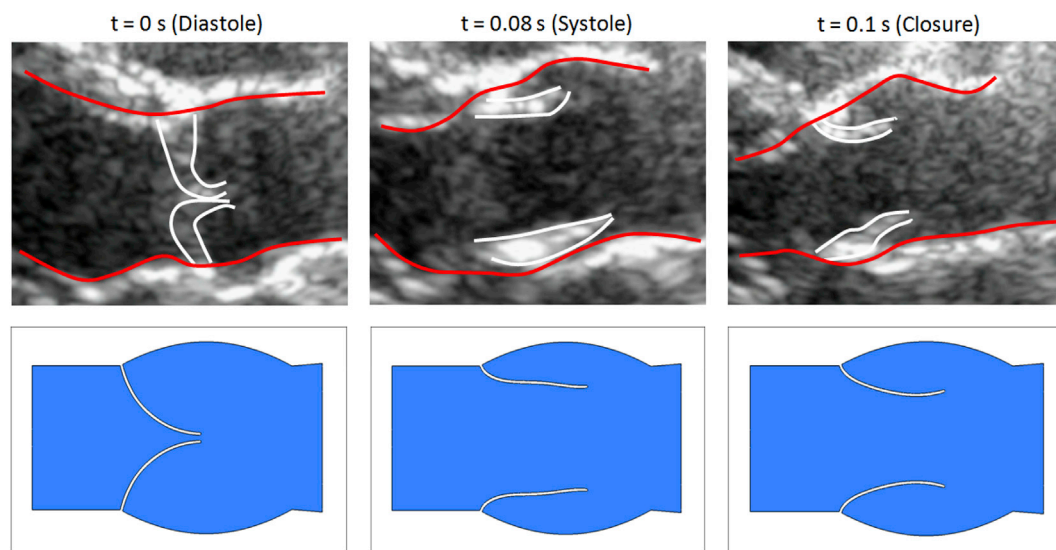 t = 0 s (Diastole)
t = 0.08 s (Systole)
t = 0.1 s (Closure)